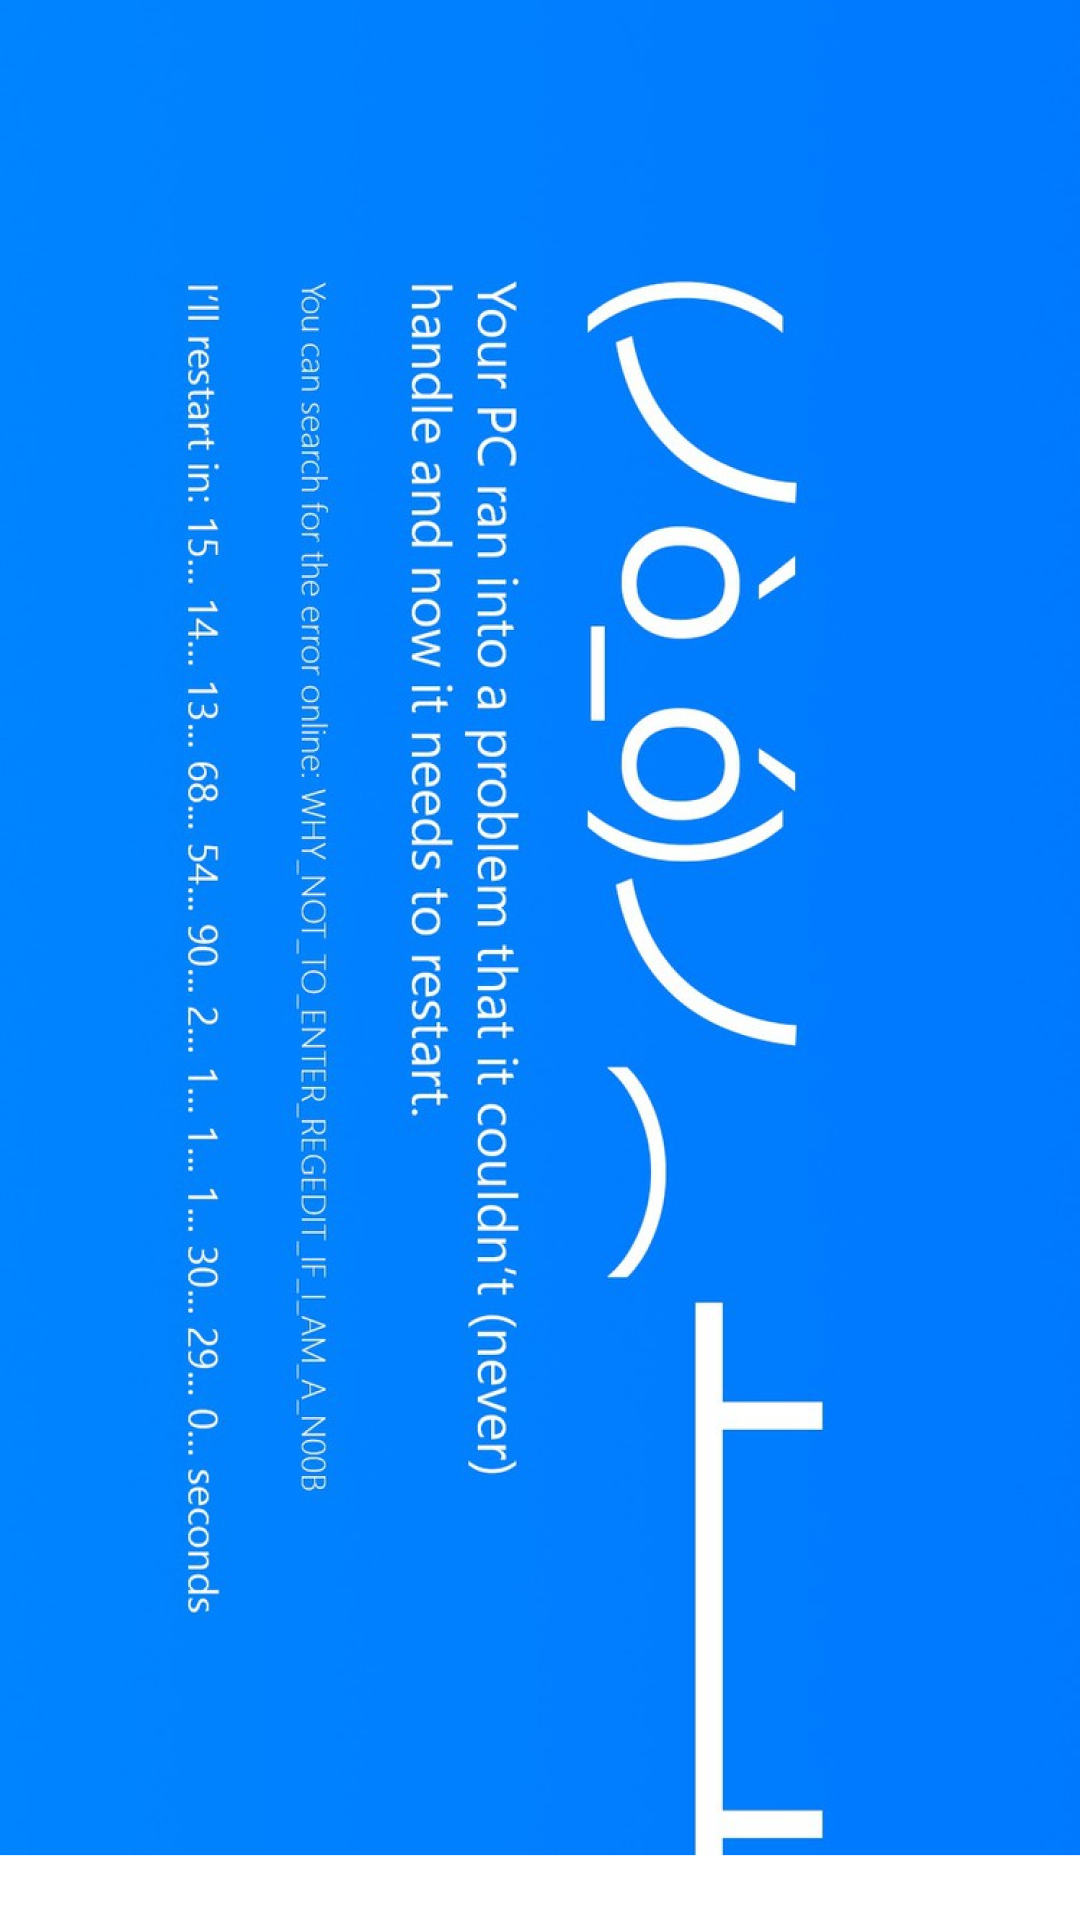 (ノò_ó)ノ ︵ ┻━┻
Your PC ran into a problem that it couldn't (never)
handle and now it needs to restart.
You can search for the error online: WHY_NOT_TO_ENTER_REGEDIT_IF_I_AM_A_N00B
I'll restart in: 15... 14... 13... 68... 54... 90... 2... 1... 1... 1... 30... 29... 0... seconds